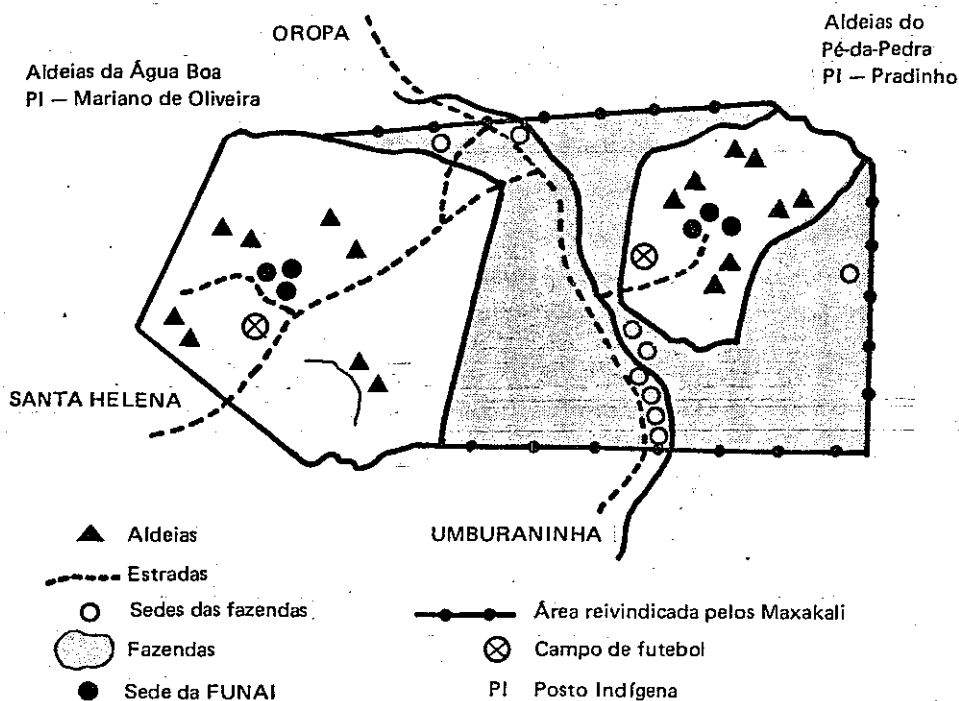 OROPA
Aldeias da Água Boa
PI — Mariano de Oliveira
Aldeias do
Pé-da-Pedra
PI — Pradinho
SANTA HELENA
UMBURANINHA
Aldeias
Estradas
Sedes das fazendas
Fazendas
Sede da FUNAI
Área reivindicada pelos Maxakali
Campo de futebol
PI Posto Indígena